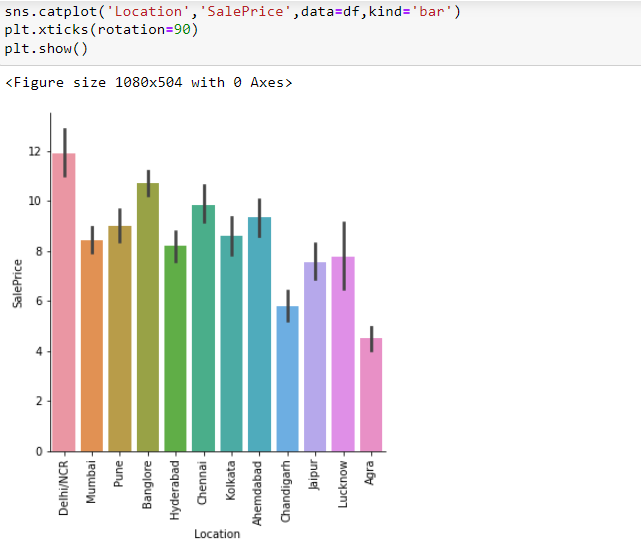 sns.catplot('Location','SalePrice',data=df,kind='bar')
plt.xticks(rotation=90)
plt.show()
<Figure size 1080x504 with 0 Axes>
12
10
8
6
4
2
0
SalePrice
Delhi/NCR
Mumbai
Pune
Banglore
Hyderabad
Chennai
Kolkata
Ahemdabad
Chandigarh
Jaipur
Lucknow
Agra
Location